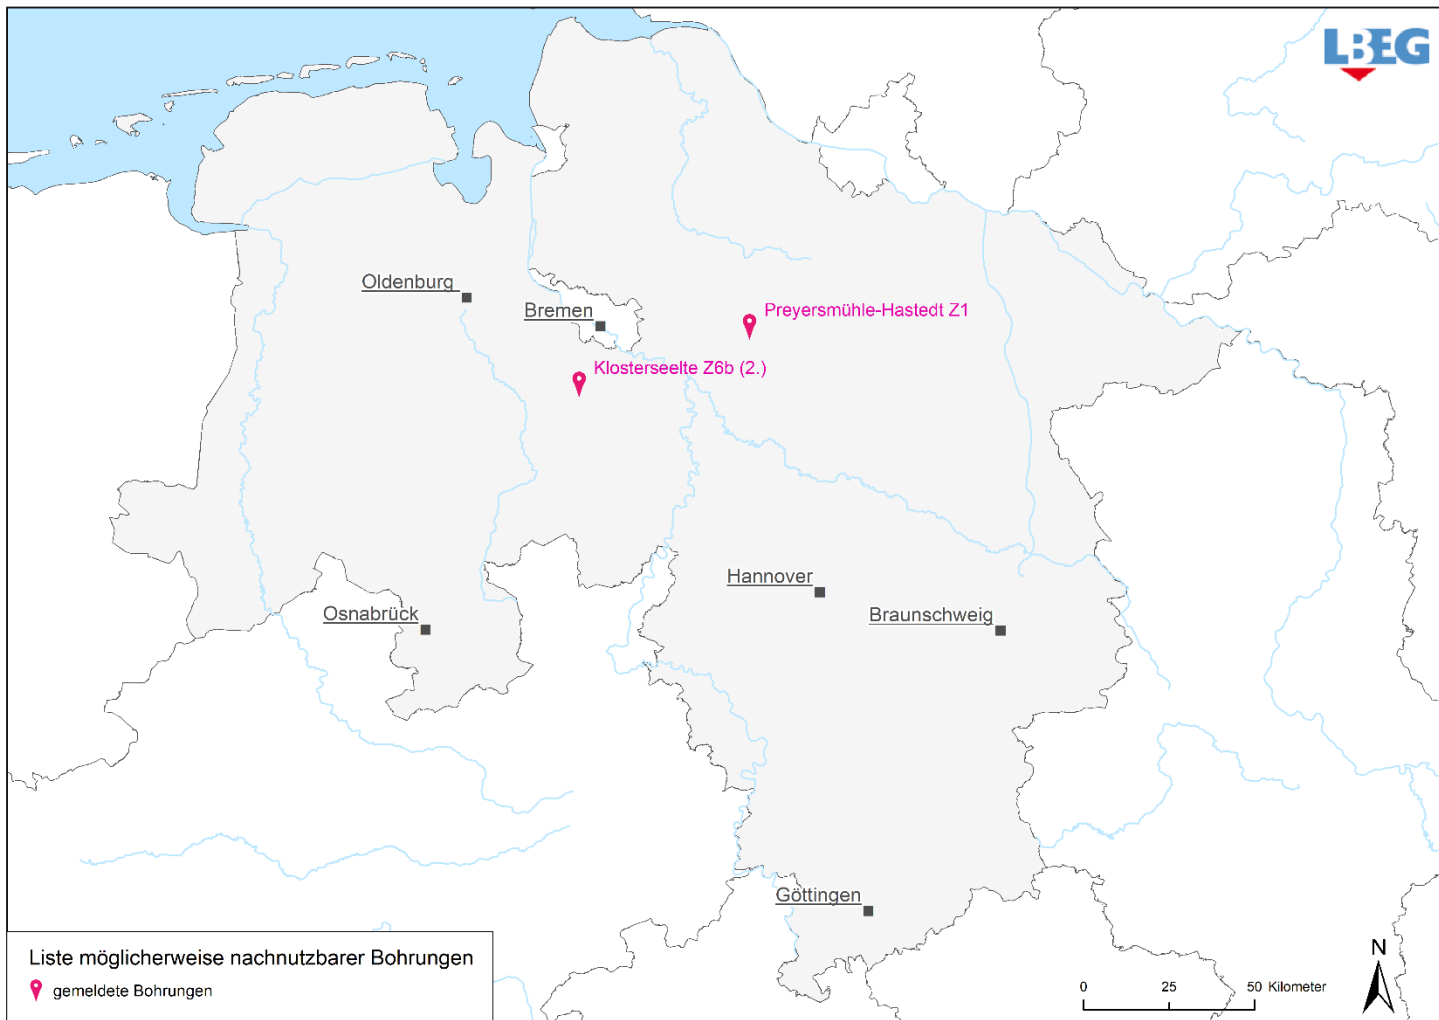 LBEG
Oldenburg
Bremen
Preyersmühle-Hastedt Z1
Klosterseelte Z6b (2.)
Hannover
Braunschweig
Osnabrück
Göttingen
Liste möglicherweise nachnutzbarer Bohrungen
gemeldete Bohrungen
0 25 50 Kilometer
N